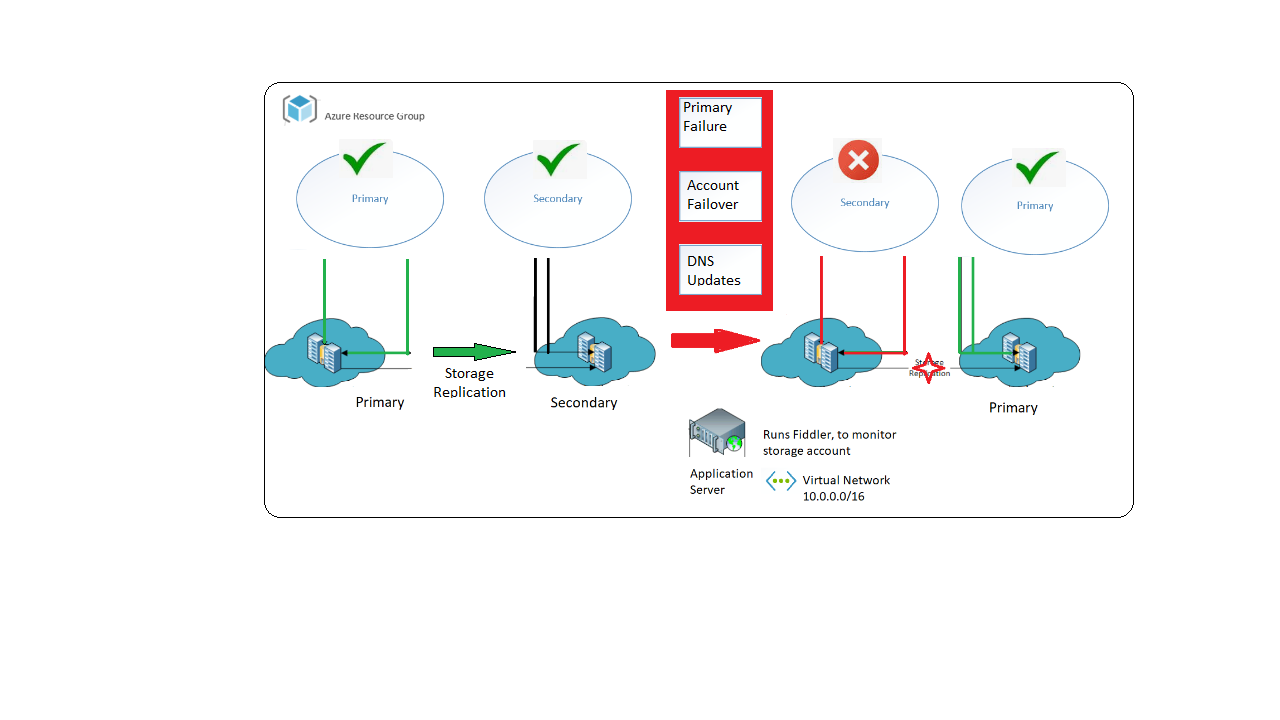 Azure Resource Group
Primary
Secondary
Primary
Failure
Account
Failover
DNS
Updates
Secondary
Primary
Storage
Replication
Primary
Secondary
Storage
Replication
Primary
Application
Server
Runs Fiddler, to monitor
storage account
Virtual Network
10.0.0.0/16